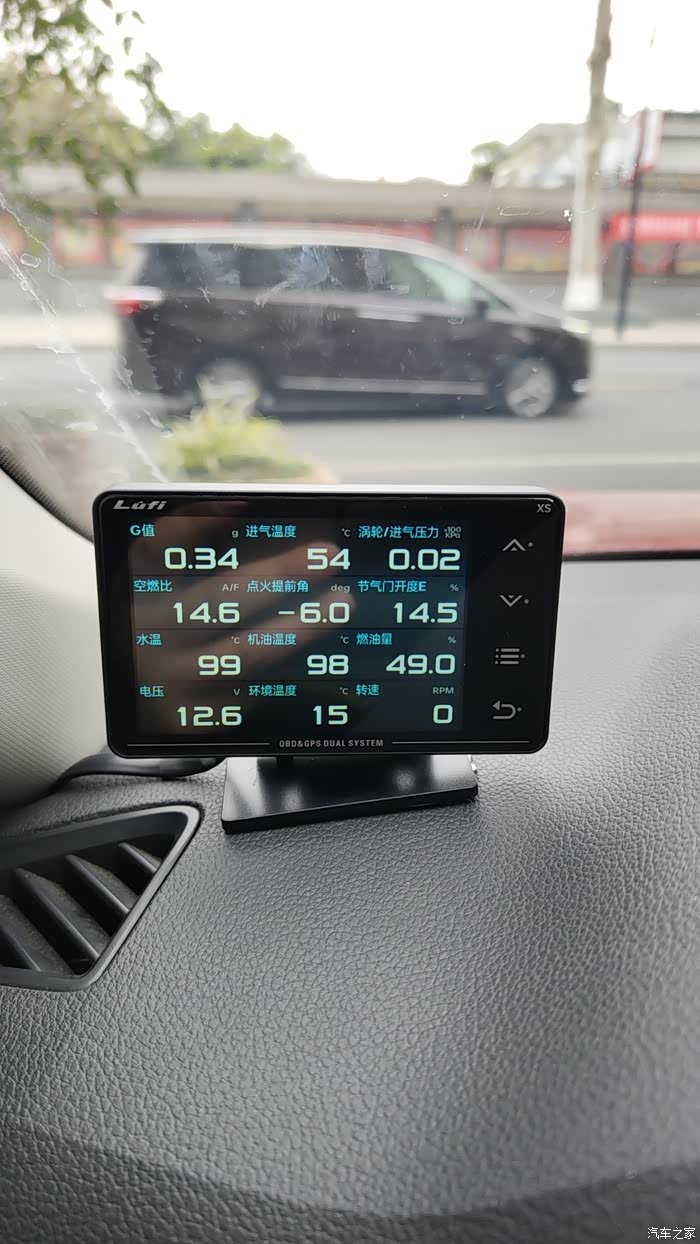 Lufi
XS
G值 g 进气温度 ℃ 涡轮/进气压力 x100 KPa
0.34 54 0.02
空燃比 A/F 点火提前角 deg 节气门开度E %
14.6 -6.0 14.5
水温 ℃ 机油温度 ℃ 燃油量 %
99 98 49.0
电压 V 环境温度 ℃ 转速 RPM
12.6 15 0
OBD&GPS DUAL SYSTEM
汽车之家